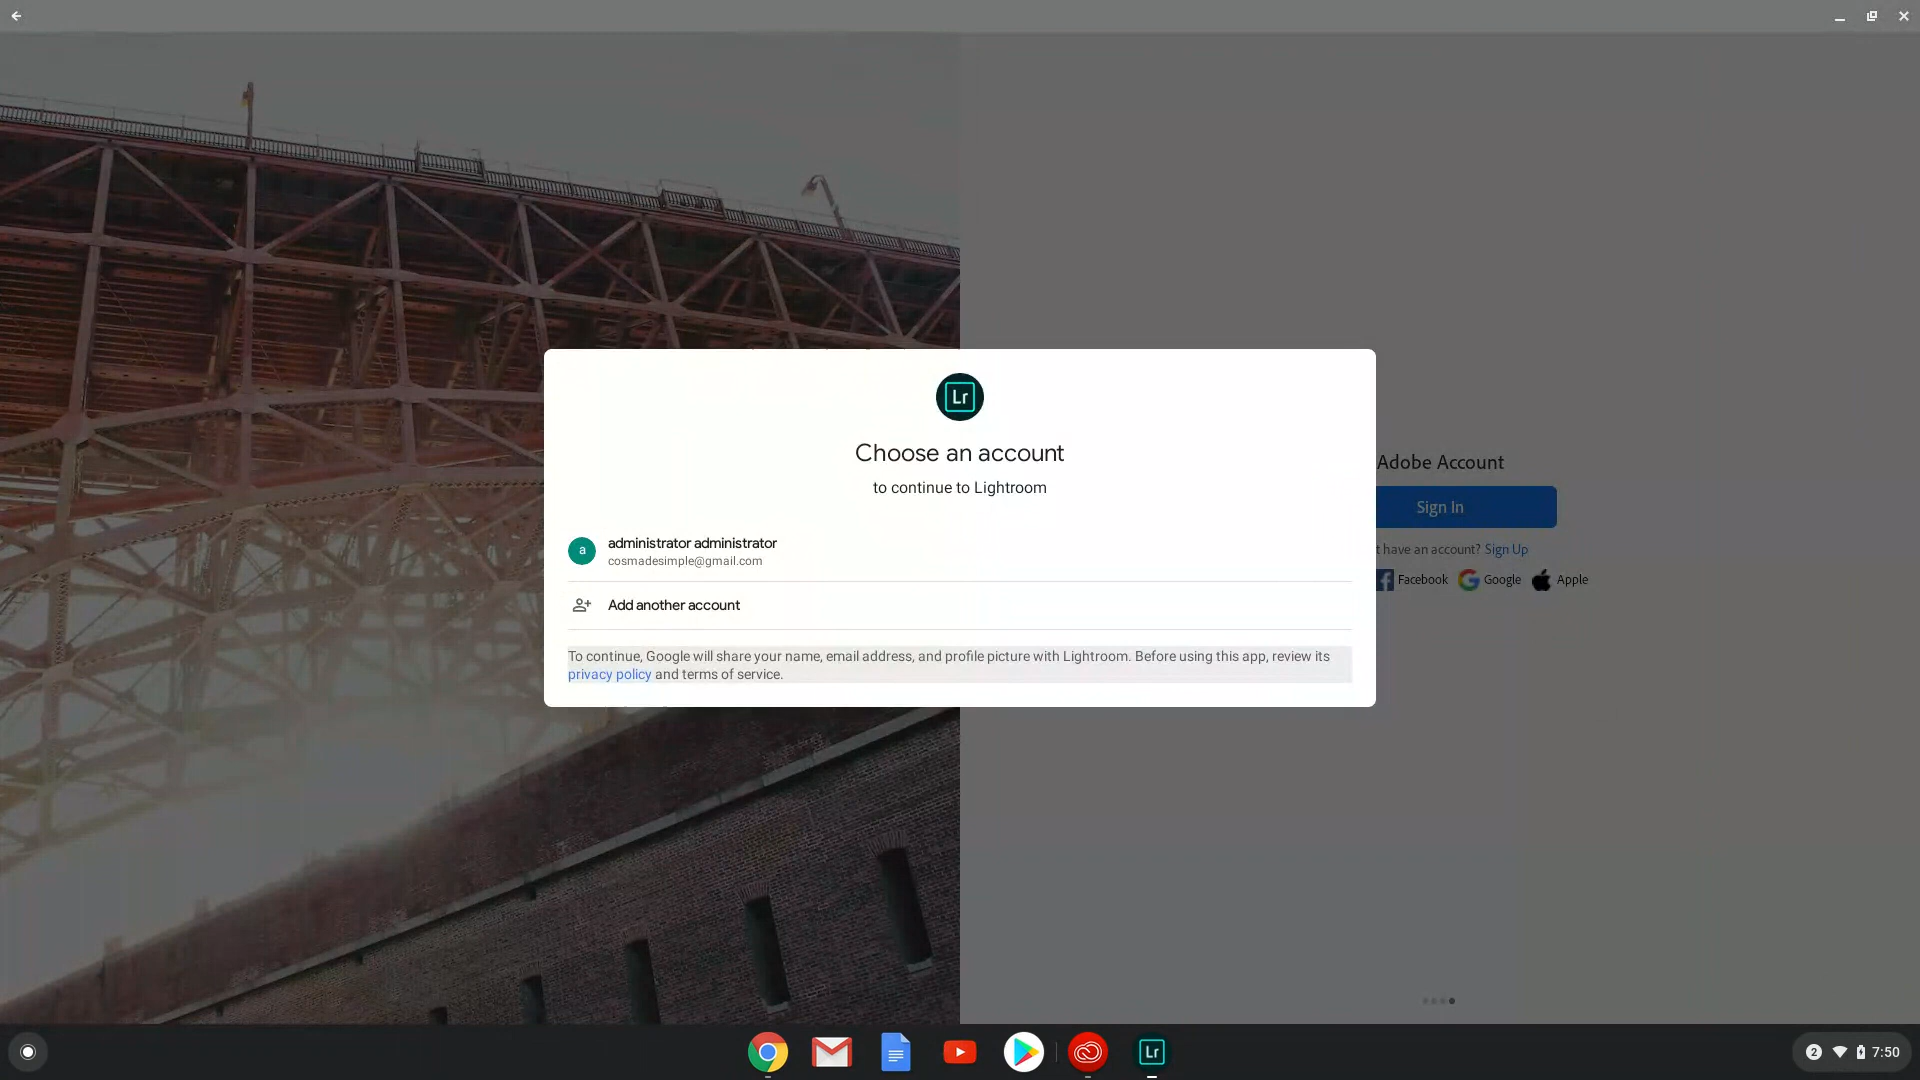 Lr
Choose an account
to continue to Lightroom
a
administrator administrator
cosmadesimple@gmail.com
Add another account
To continue, Google will share your name, email address, and profile picture with Lightroom. Before using this app, review its
privacy policy and terms of service.
Adobe Account
Sign In
t have an account? Sign Up
Facebook Google Apple
Lr
2 7:50